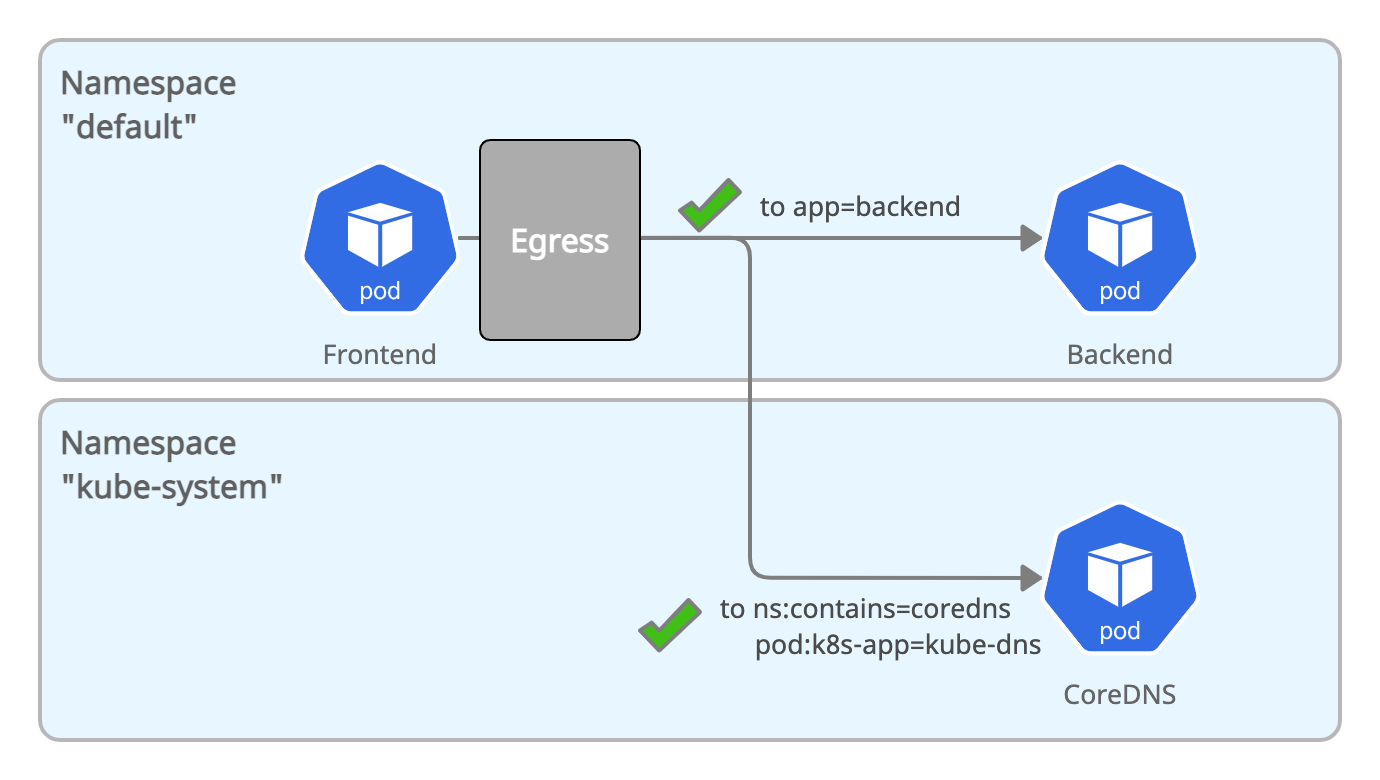 Namespace
"default"
pod
Frontend
Egress
to app=backend
pod
Backend
Namespace
"kube-system"
to ns:contains=coredns
pod:k8s-app=kube-dns
pod
CoreDNS